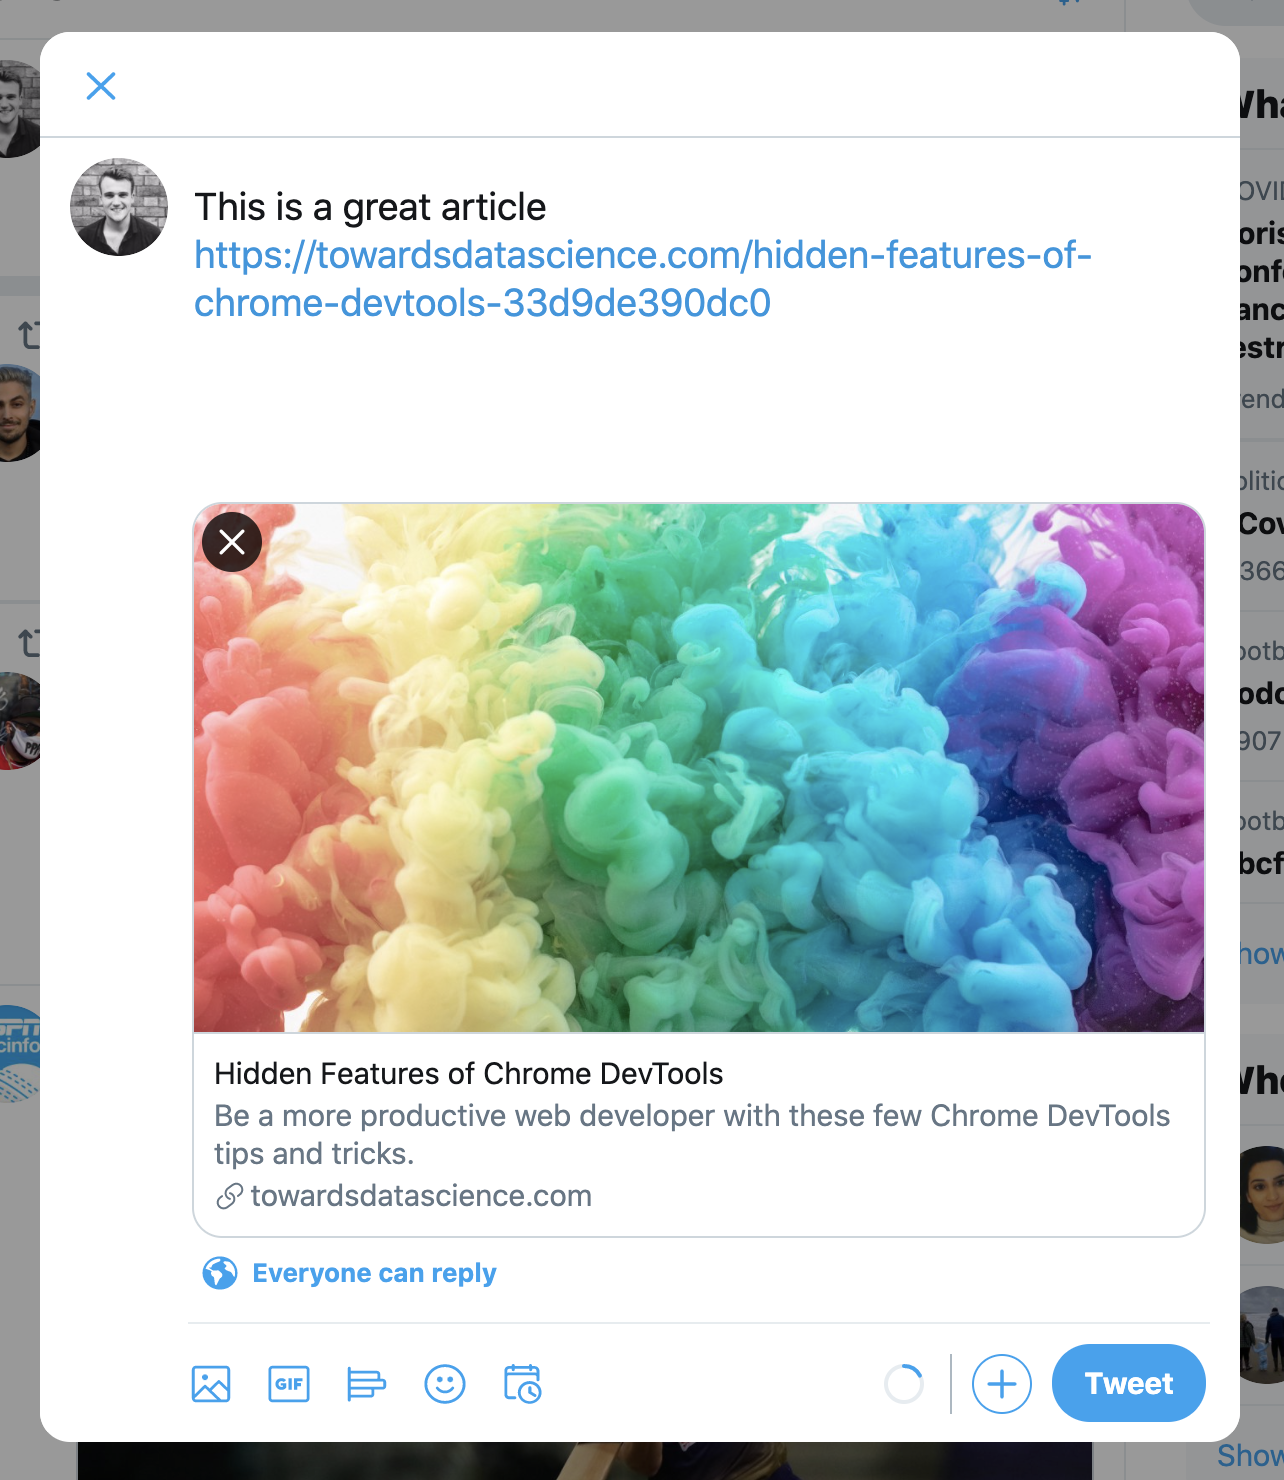 This is a great article
https://towardsdatascience.com/hidden-features-of-
chrome-devtools-33d9de390dc0
Hidden Features of Chrome DevTools
Be a more productive web developer with these few Chrome DevTools
tips and tricks.
towardsdatascience.com
Everyone can reply
GIF
Tweet
366
907